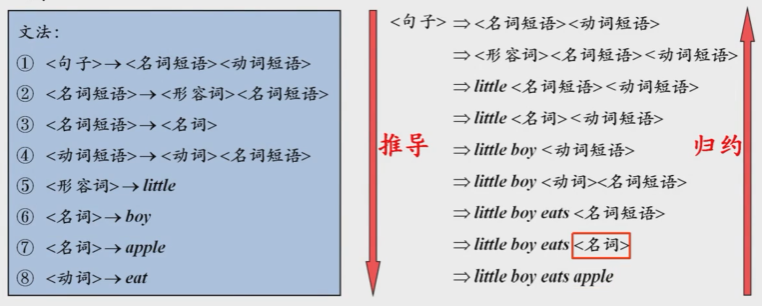 文法:
① <句子>→<名词短语><动词短语>
② <名词短语>→<形容词><名词短语>
③ <名词短语>→<名词>
④ <动词短语>→<动词><名词短语>
⑤ <形容词>→little
⑥ <名词>→boy
⑦ <名词>→apple
⑧ <动词>→eat
<句子>⇒<名词短语><动词短语>
⇒<形容词><名词短语><动词短语>
⇒little <名词短语><动词短语>
⇒little <名词><动词短语>
⇒little boy <动词短语>
⇒little boy <动词><名词短语>
⇒little boy eats <名词短语>
⇒little boy eats <名词>
⇒little boy eats apple
推导
归约